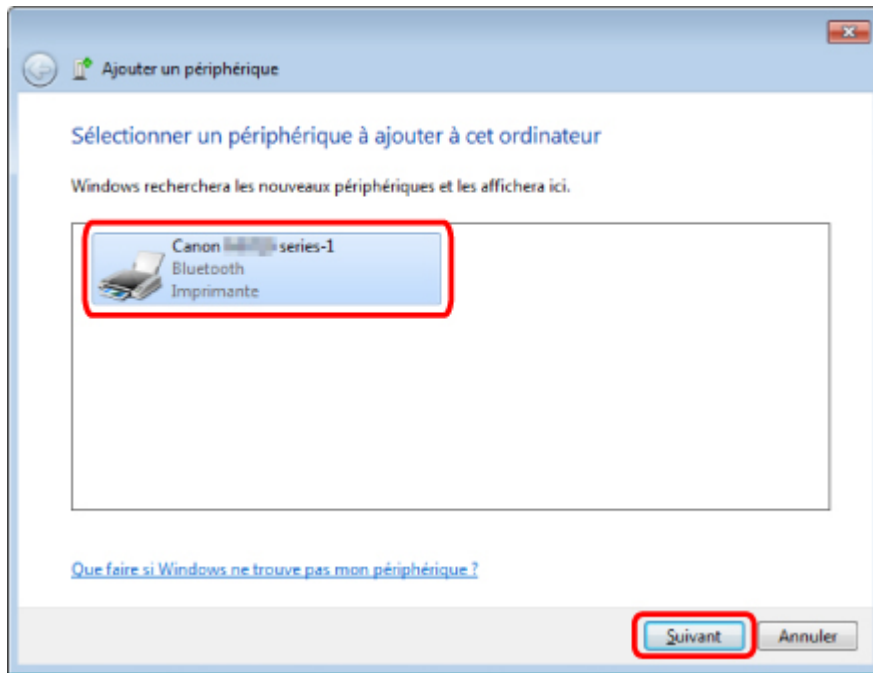 Ajouter un périphérique
Sélectionner un périphérique à ajouter à cet ordinateur
Windows recherchera les nouveaux périphériques et les affichera ici.
Canon series-1
Bluetooth
Imprimante
Que faire si Windows ne trouve pas mon périphérique ?
Suivant Annuler